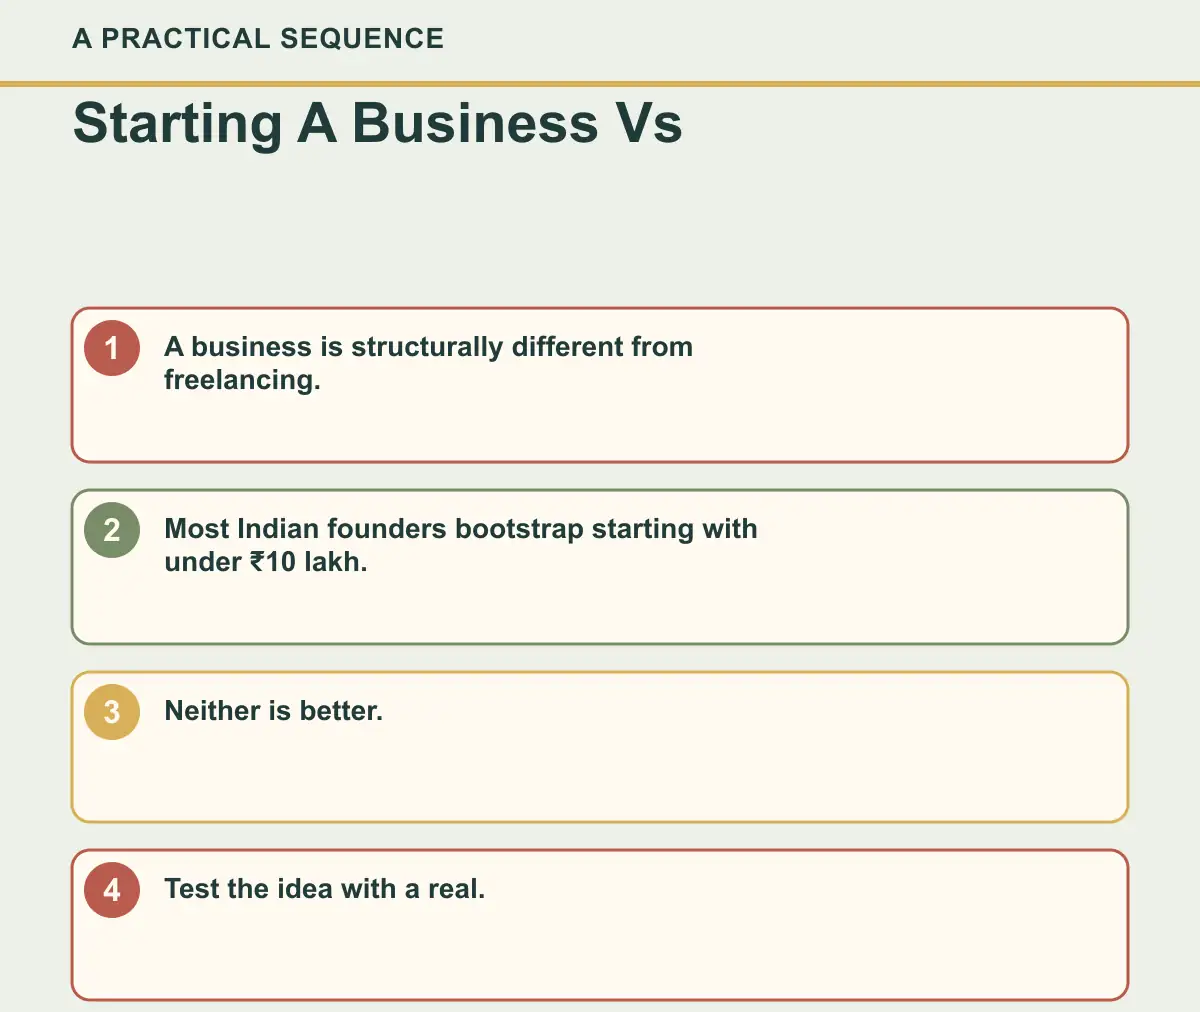 A PRACTICAL SEQUENCE
Starting A Business Vs
1
A business is structurally different from
freelancing.
2
Most Indian founders bootstrap starting with
under ₹10 lakh.
3
Neither is better.
4
Test the idea with a real.